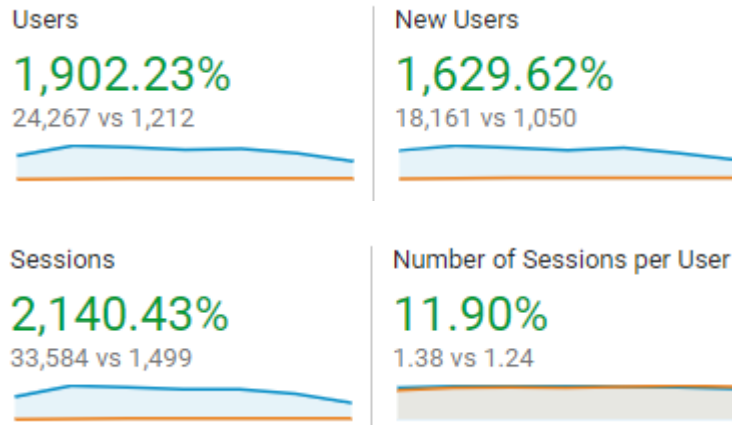 Users
1,902.23%
24,267 vs 1,212
New Users
1,629.62%
18,161 vs 1,050
Sessions
2,140.43%
33,584 vs 1,499
Number of Sessions per User
11.90%
1.38 vs 1.24